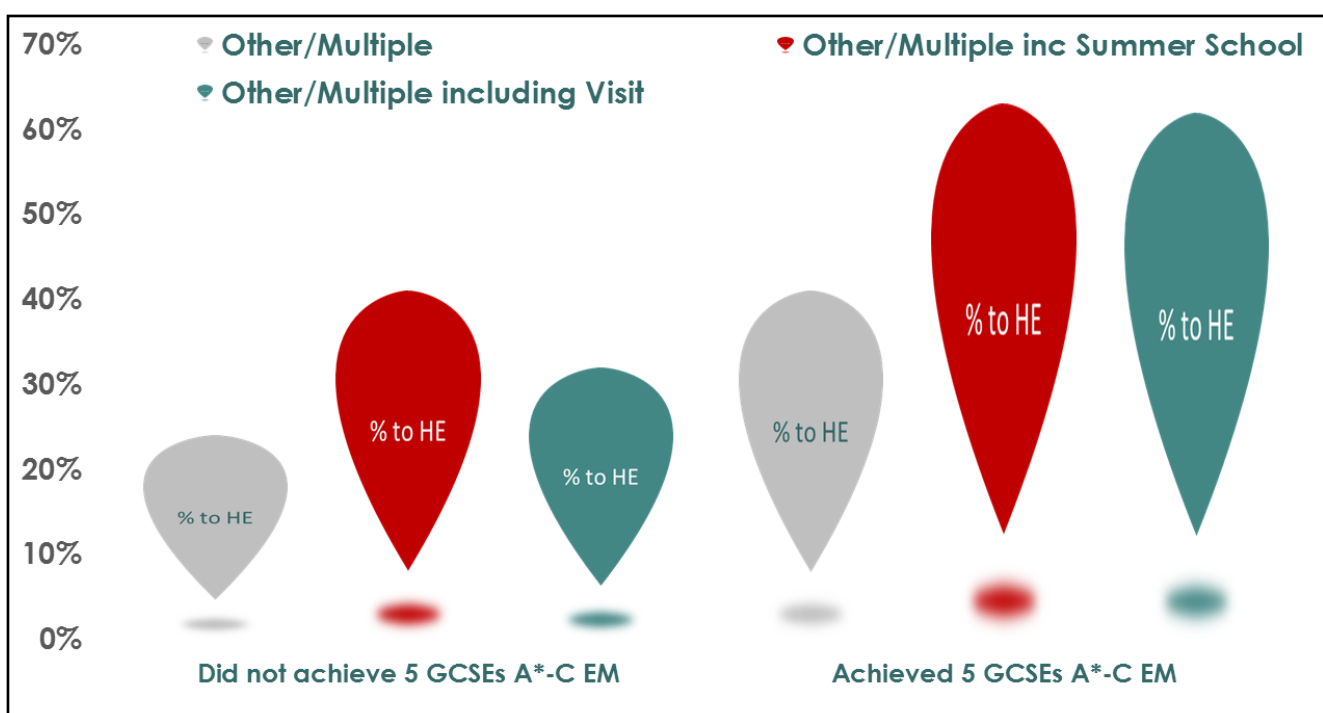 70%
Other/Multiple
Other/Multiple inc Summer School
Other/Multiple including Visit
60%
50%
40%
30%
20%
10%
0%
% to HE
% to HE
% to HE
% to HE
% to HE
% to HE
Did not achieve 5 GCSEs A*-C EM
Achieved 5 GCSEs A*-C EM